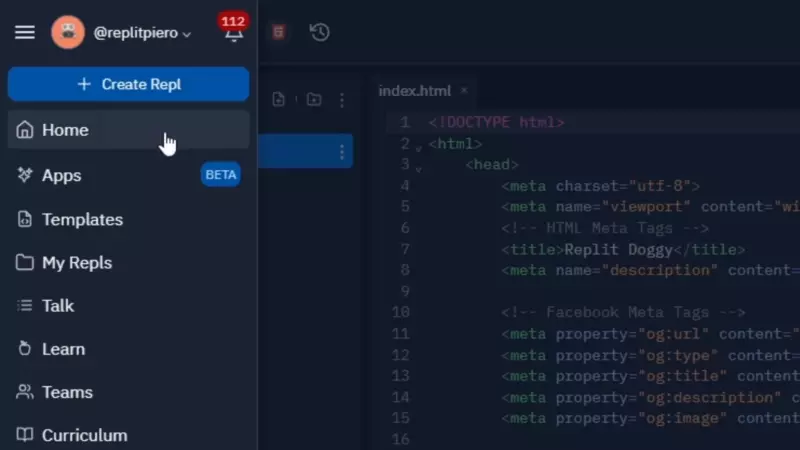 @replitpiero
112
+ Create Repl
Home
Apps
BETA
Templates
My Repls
Talk
Learn
Teams
Curriculum
index.html ×
1 <!DOCTYPE html>
2 <html>
3 <head>
4 <meta charset="utf-8">
5 <meta name="viewport" content="wi
6 <!-- HTML Meta Tags -->
7 <title>Replit Doggy</title>
8 <meta name="description" content=
9
10 <!-- Facebook Meta Tags -->
11 <meta property="og:url" content="
12 <meta property="og:type" content=
13 <meta property="og:title" content
14 <meta property="og:description" c
15 <meta property="og:image" content
16